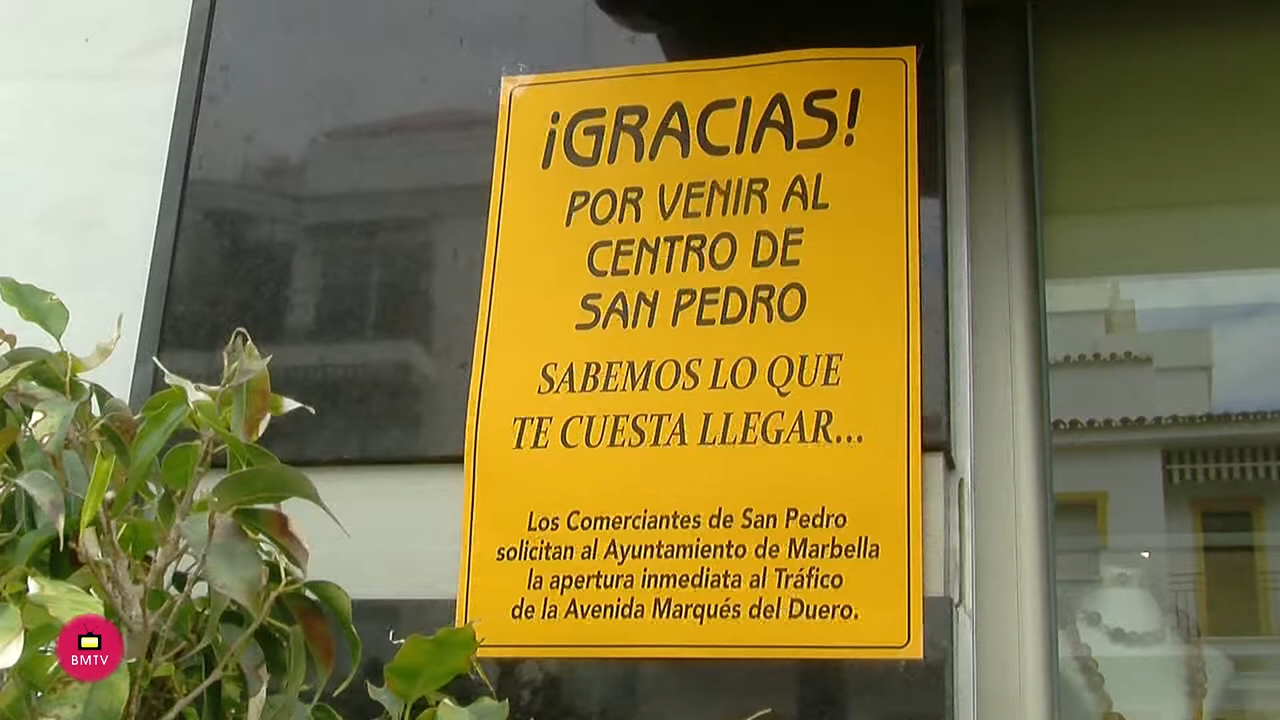 ¡GRACIAS!
POR VENIR AL
CENTRO DE
SAN PEDRO
SABEMOS LO QUE
TE CUESTA LLEGAR...
Los Comerciantes de San Pedro
solicitan al Ayuntamiento de Marbella
la apertura inmediata al Tráfico
de la Avenida Marqués del Duero.
BMTV